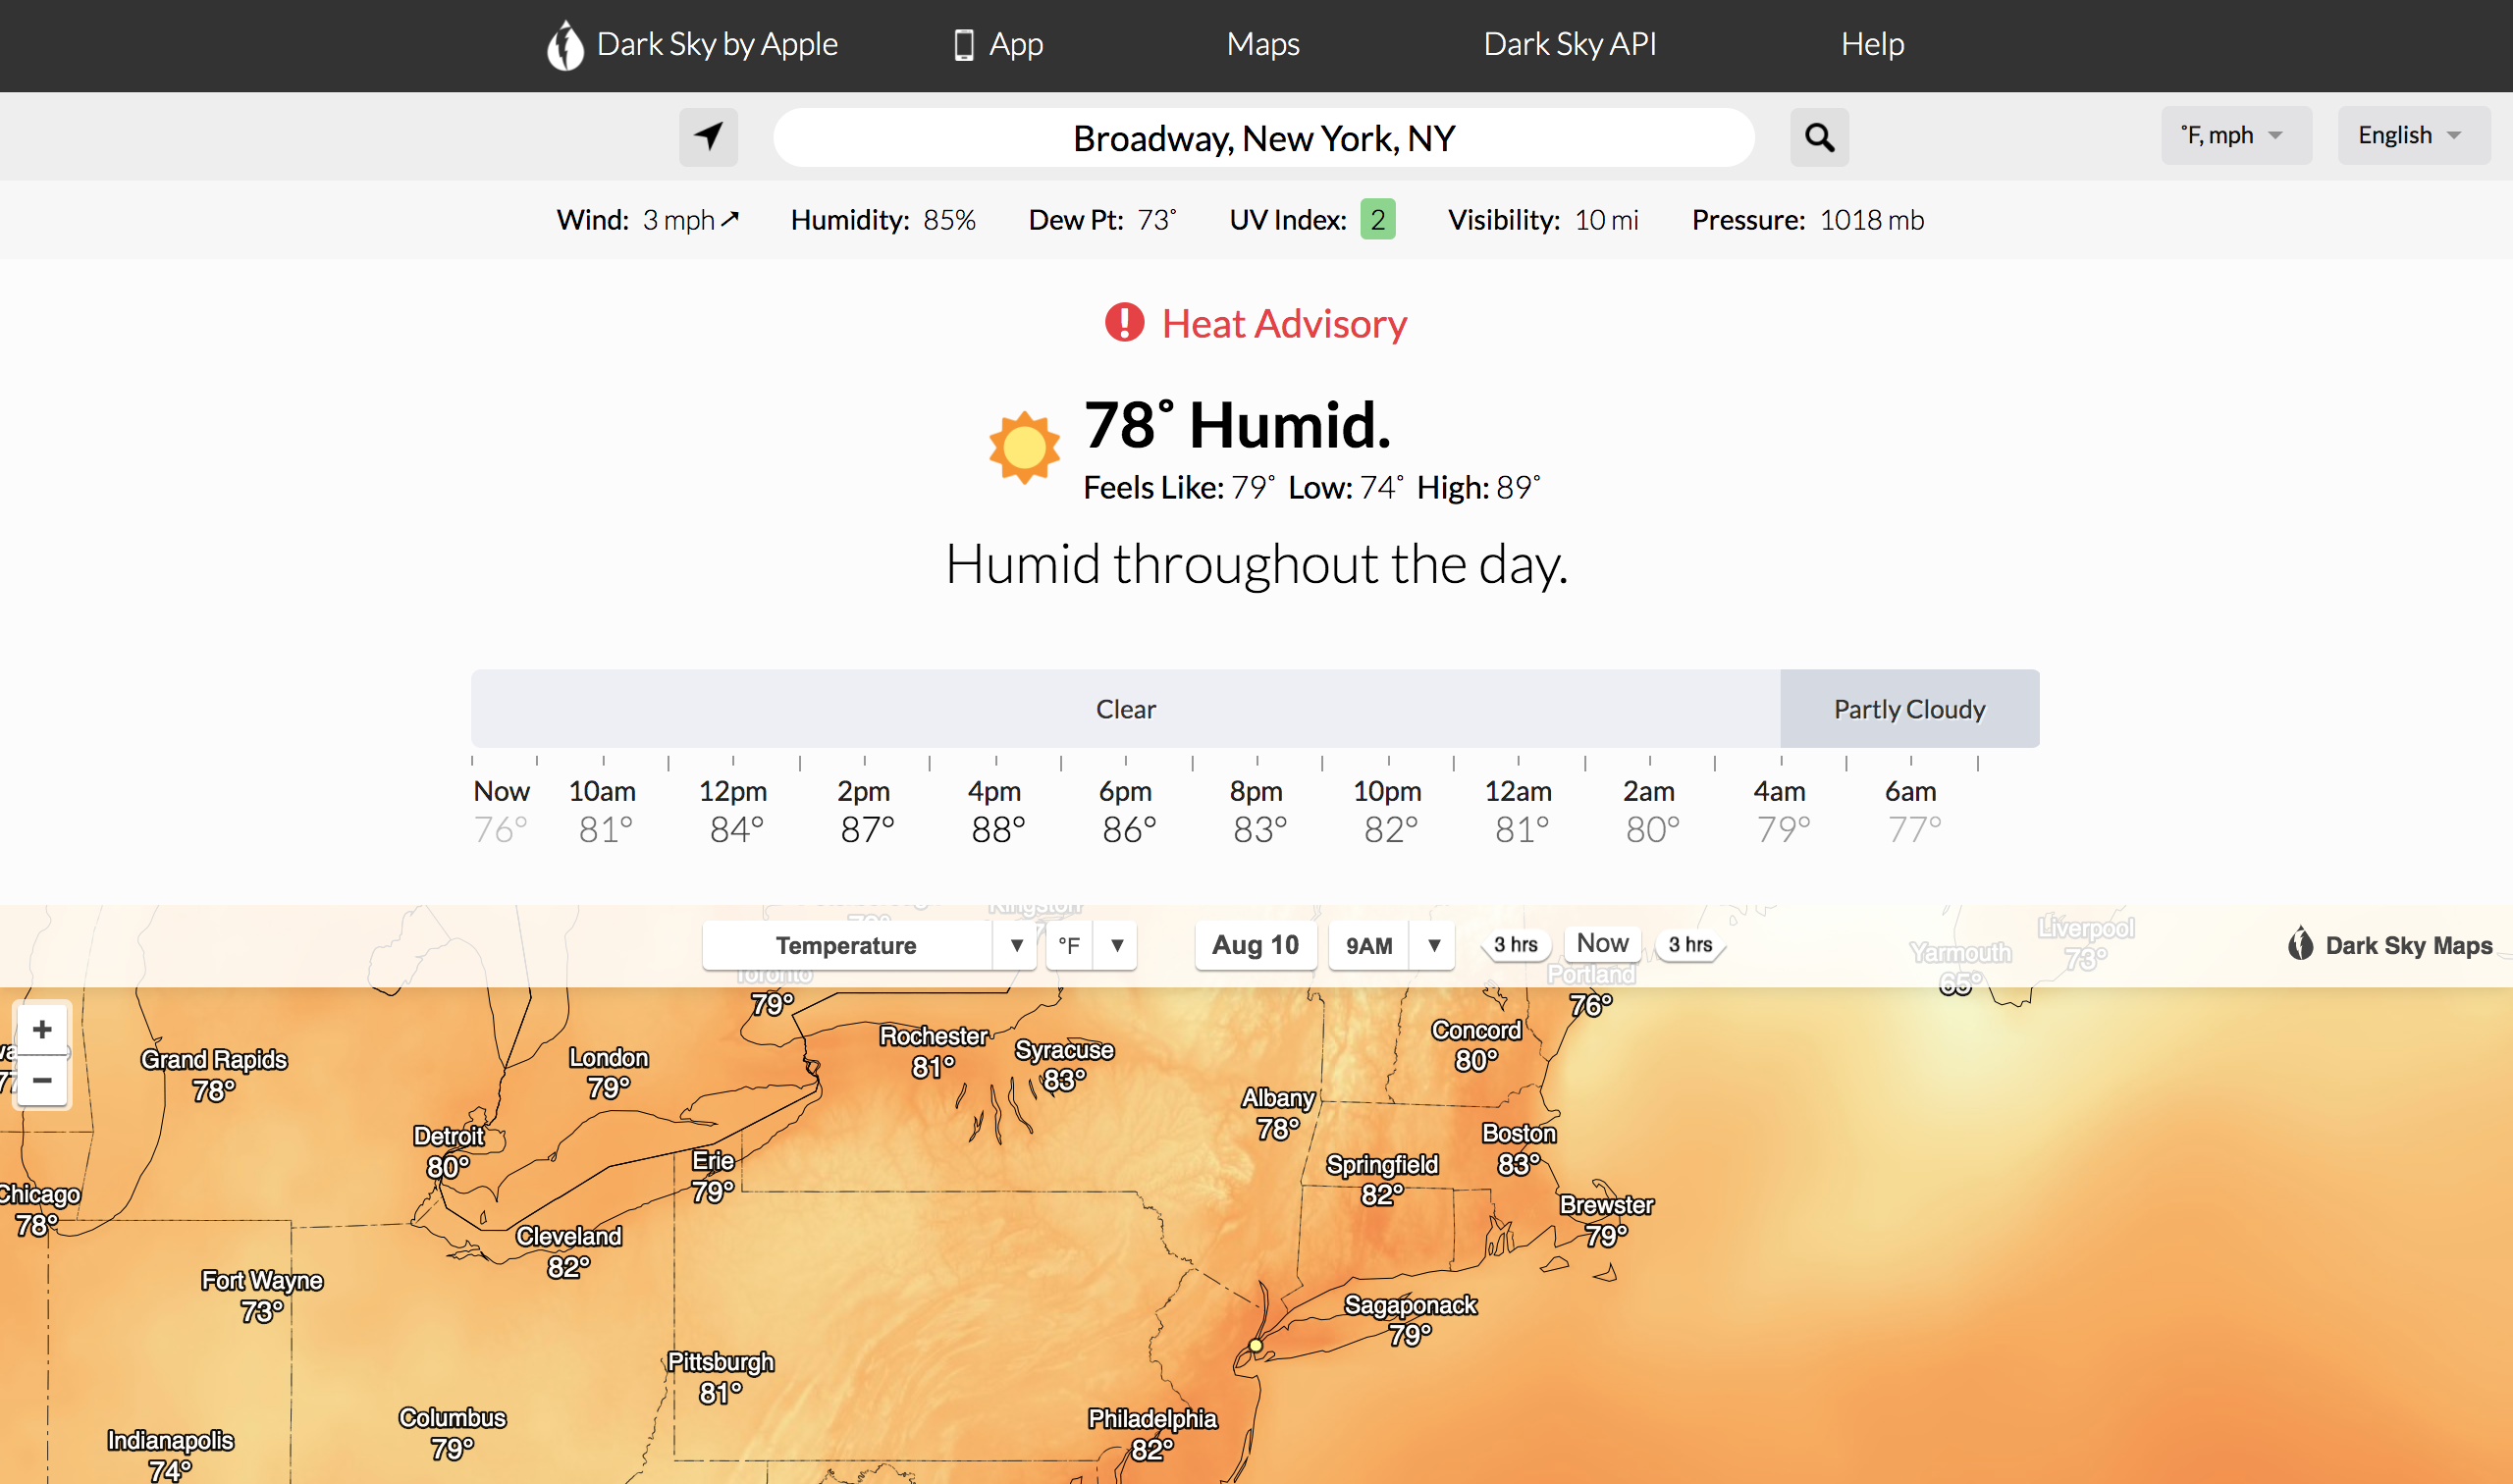 Dark Sky by Apple App Maps Dark Sky API Help
Broadway, New York, NY ˚F, mph English
Wind: 3 mph Humidity: 85% Dew Pt: 73˚ UV Index: 2 Visibility: 10 mi Pressure: 1018 mb
Heat Advisory
78˚ Humid.
Feels Like: 79˚ Low: 74˚ High: 89˚
Humid throughout the day.
Clear Partly Cloudy
Now 10am 12pm 2pm 4pm 6pm 8pm 10pm 12am 2am 4am 6am
76° 81° 84° 87° 88° 86° 83° 82° 81° 80° 79° 77°
Kingston
Liverpool
73°
Temperature ▼ °F ▼ Aug 10 9AM ▼ 3 hrs Now 3 hrs Dark Sky Maps
Yarmouth
65°
Toronto
79°
Portland
76°
+
−
Rochester
81°
Syracuse
83°
Concord
80°
Grand Rapids
78°
London
79°
Albany
78°
Detroit
80°
Boston
83°
Erie
79°
Springfield
82°
Chicago
78°
Brewster
79°
Cleveland
82°
Fort Wayne
73°
Sagaponack
79°
Pittsburgh
81°
Columbus
79°
Philadelphia
82°
Indianapolis
74°